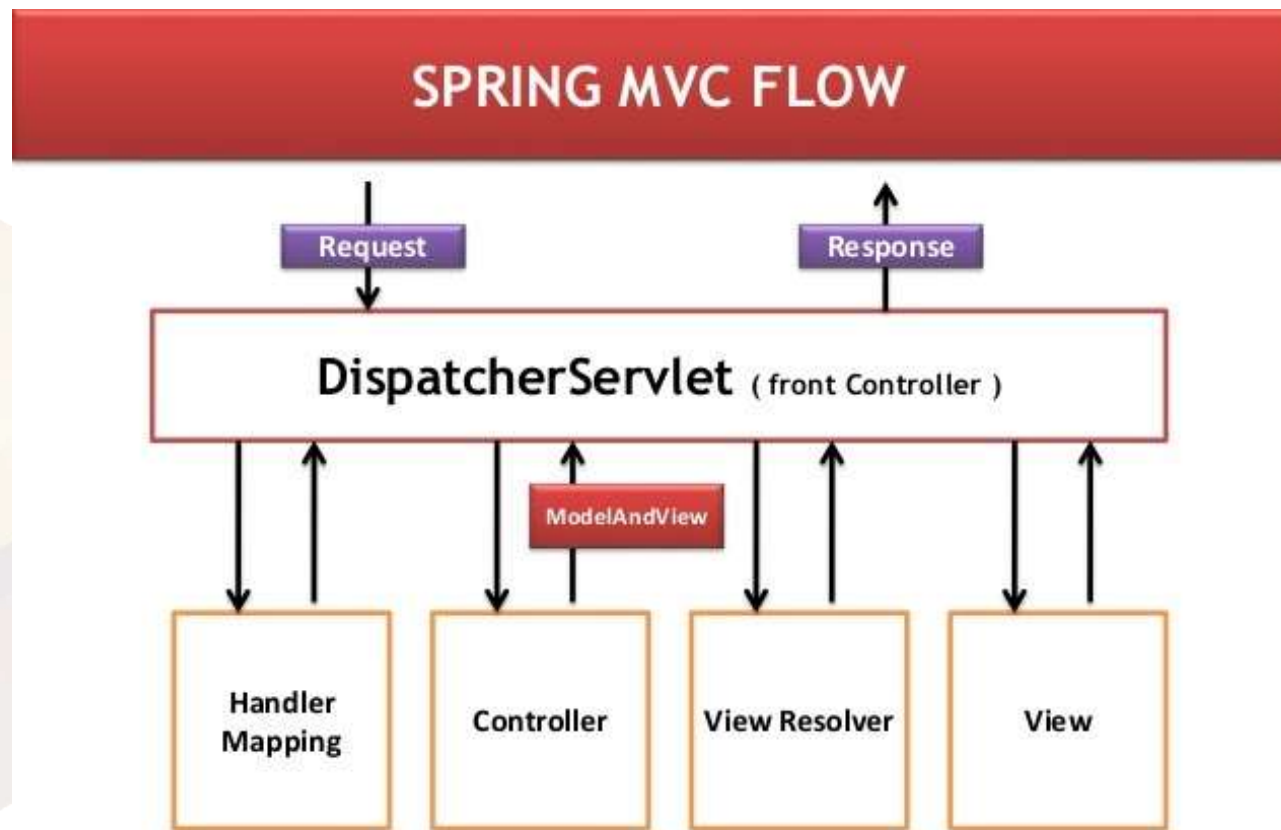 SPRING MVC FLOW
Request
Response
DispatcherServlet ( front Controller )
ModelAndView
Handler
Mapping
Controller
View Resolver
View